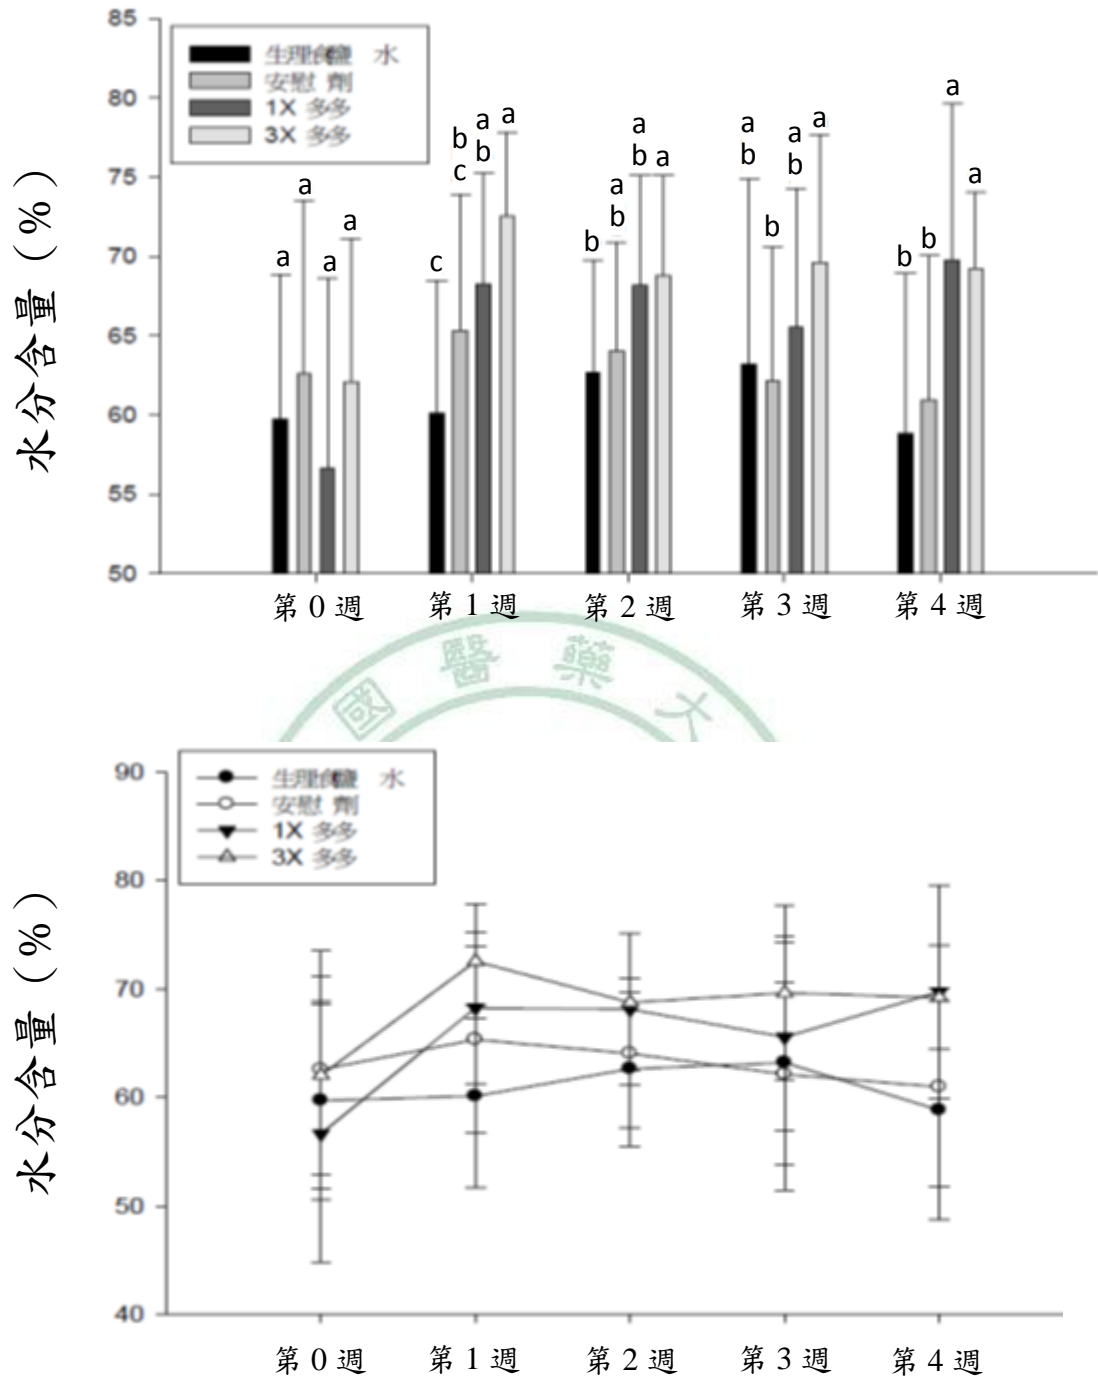 85
80
75
70
65
60
55
50
水分含量（%）
生理食鹽 水
安慰 劑
1X 多多
3X 多多
a a a a
c b c a b a
b a b a b a
a b b a b a
b b a a
第 0 週 第 1 週 第 2 週 第 3 週 第 4 週
國 醫 藥 大
90
80
70
60
50
40
水分含量（%）
生理食鹽 水
安慰 劑
1X 多多
3X 多多
第 0 週 第 1 週 第 2 週 第 3 週 第 4 週